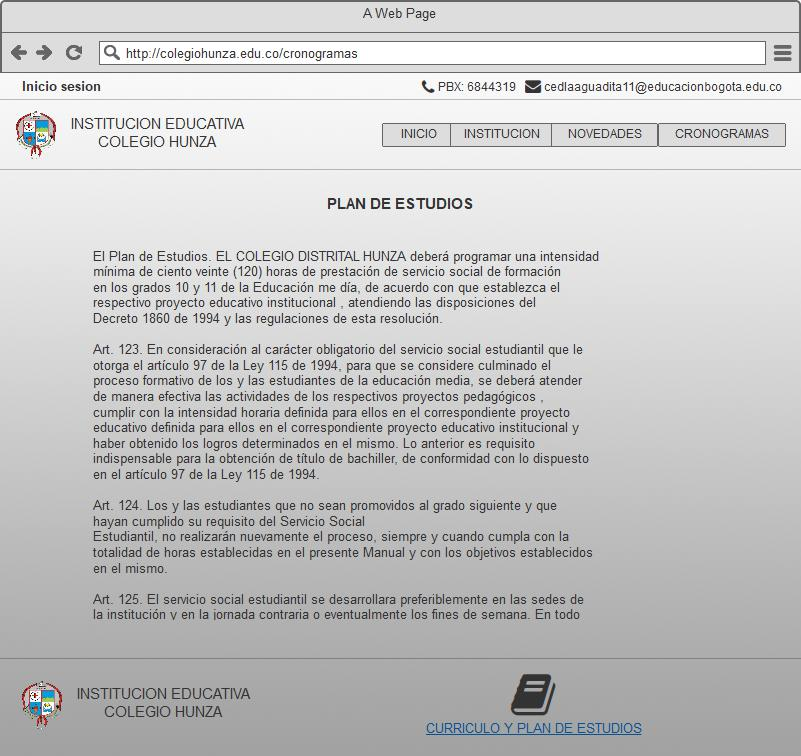 A Web Page
http://colegiohunza.edu.co/cronogramas
Inicio sesion
PBX: 6844319
cedlaaguadita11@educacionbogota.edu.co
INSTITUCION EDUCATIVA
COLEGIO HUNZA
INICIO
INSTITUCION
NOVEDADES
CRONOGRAMAS
PLAN DE ESTUDIOS
El Plan de Estudios. EL COLEGIO DISTRITAL HUNZA deberá programar una intensidad
mínima de ciento veinte (120) horas de prestación de servicio social de formación
en los grados 10 y 11 de la Educación me día, de acuerdo con que establezca el
respectivo proyecto educativo institucional , atendiendo las disposiciones del
Decreto 1860 de 1994 y las regulaciones de esta resolución.
Art. 123. En consideración al carácter obligatorio del servicio social estudiantil que le
otorga el artículo 97 de la Ley 115 de 1994, para que se considere culminado el
proceso formativo de los y las estudiantes de la educación media, se deberá atender
de manera efectiva las actividades de los respectivos proyectos pedagógicos ,
cumplir con la intensidad horaria definida para ellos en el correspondiente proyecto
educativo definida para ellos en el correspondiente proyecto educativo institucional y
haber obtenido los logros determinados en el mismo. Lo anterior es requisito
indispensable para la obtención de título de bachiller, de conformidad con lo dispuesto
en el artículo 97 de la Ley 115 de 1994.
Art. 124. Los y las estudiantes que no sean promovidos al grado siguiente y que
hayan cumplido su requisito del Servicio Social
Estudiantil, no realizarán nuevamente el proceso, siempre y cuando cumpla con la
totalidad de horas establecidas en el presente Manual y con los objetivos establecidos
en el mismo.
Art. 125. El servicio social estudiantil se desarrollara preferiblemente en las sedes de
la institución y en la jornada contraria o eventualmente los fines de semana. En todo
INSTITUCION EDUCATIVA
COLEGIO HUNZA
CURRICULO Y PLAN DE ESTUDIOS